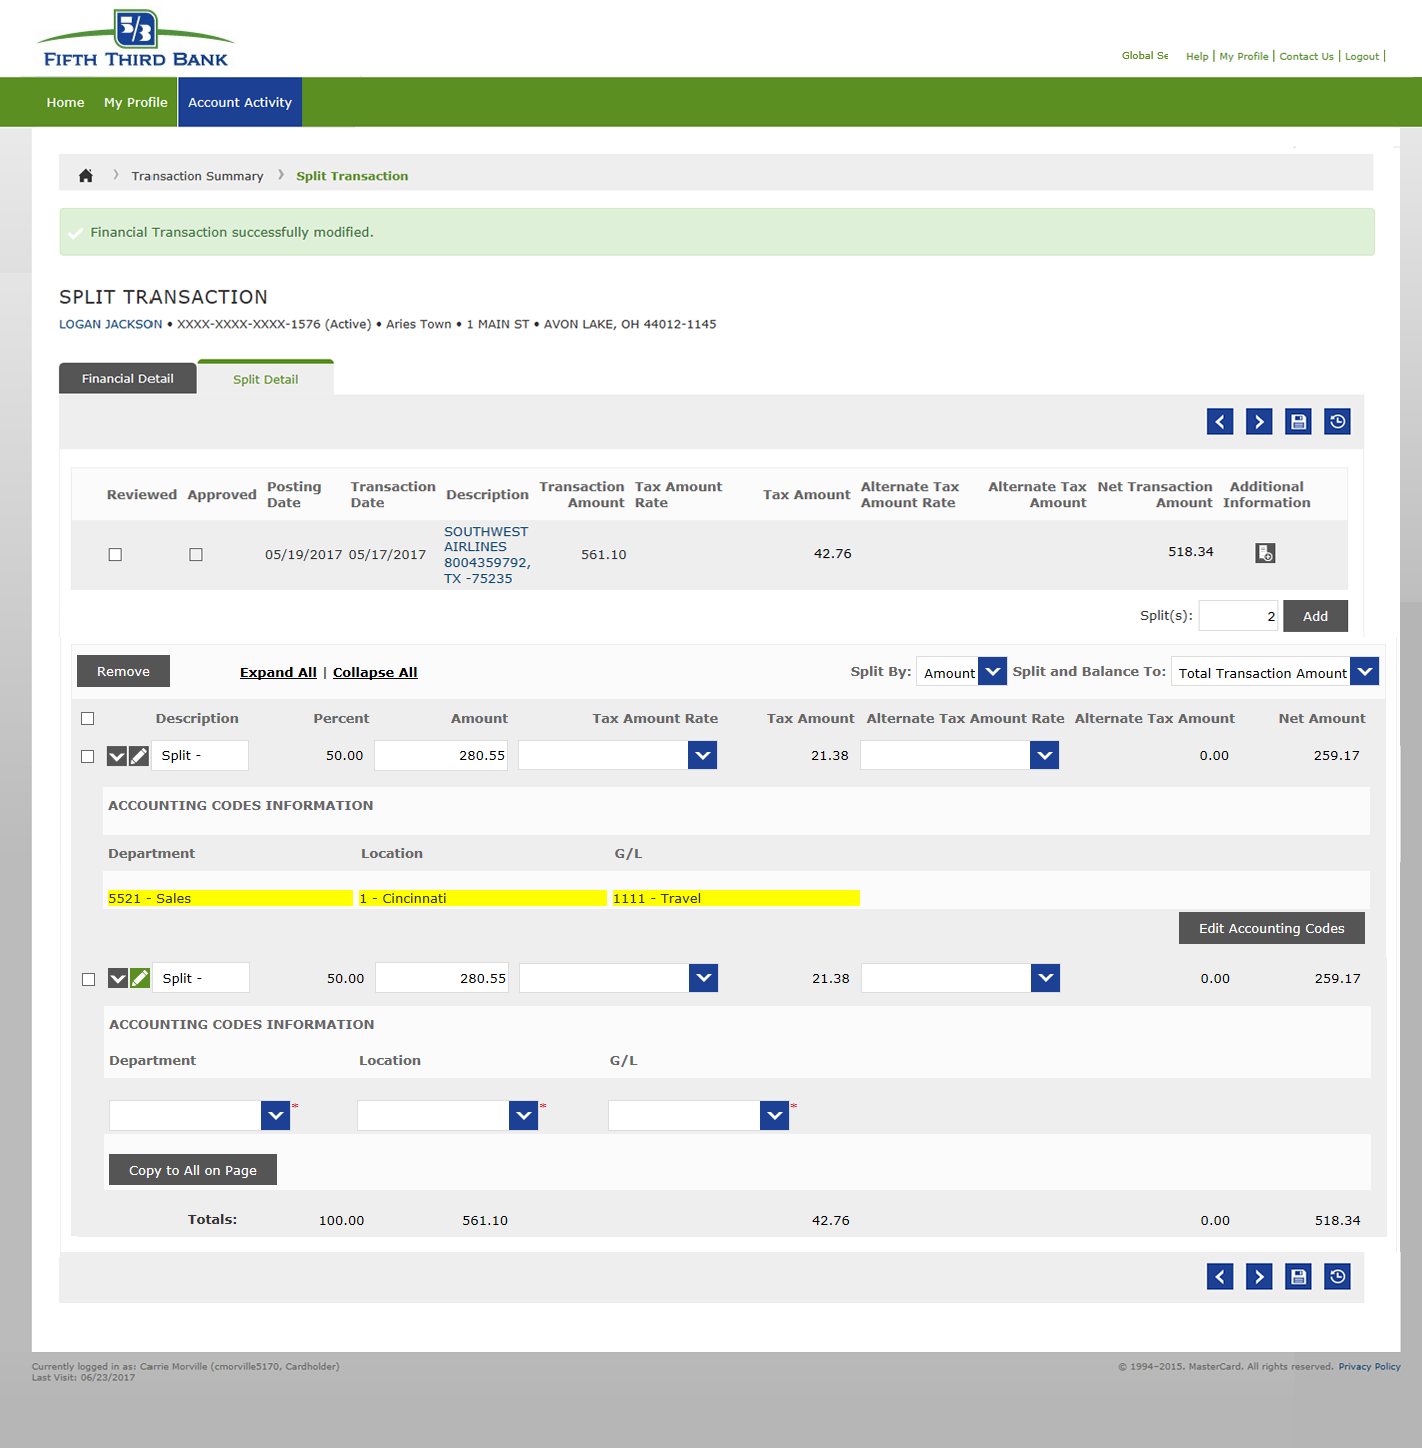 5/3
FIFTH THIRD BANK
Global Se Help | My Profile | Contact Us | Logout |
Home My Profile Account Activity
Transaction Summary Split Transaction
Financial Transaction successfully modified.
SPLIT TRANSACTION
LOGAN JACKSON • XXXX-XXXX-XXXX-1576 (Active) • Aries Town • 1 MAIN ST • AVON LAKE, OH 44012-1145
Financial Detail Split Detail
Reviewed Approved Posting Date Transaction Date Description Transaction Amount Tax Amount Rate Tax Amount Alternate Tax Amount Rate Alternate Tax Amount Net Transaction Amount Additional Information
05/19/2017 05/17/2017 SOUTHWEST AIRLINES 8004359792, TX -75235 561.10 42.76 518.34
Split(s): 2 Add
Remove Expand All | Collapse All Split By: Amount Split and Balance To: Total Transaction Amount
Description Percent Amount Tax Amount Rate Tax Amount Alternate Tax Amount Rate Alternate Tax Amount Net Amount
Split - 50.00 280.55 21.38 0.00 259.17
ACCOUNTING CODES INFORMATION
Department Location G/L
5521 - Sales 1 - Cincinnati 1111 - Travel
Edit Accounting Codes
Split - 50.00 280.55 21.38 0.00 259.17
ACCOUNTING CODES INFORMATION
Department Location G/L
* * *
Copy to All on Page
Totals: 100.00 561.10 42.76 0.00 518.34
Currently logged in as: Carrie Morville (cmorville5170, Cardholder) © 1994-2015. MasterCard. All rights reserved. Privacy Policy
Last Visit: 06/23/2017